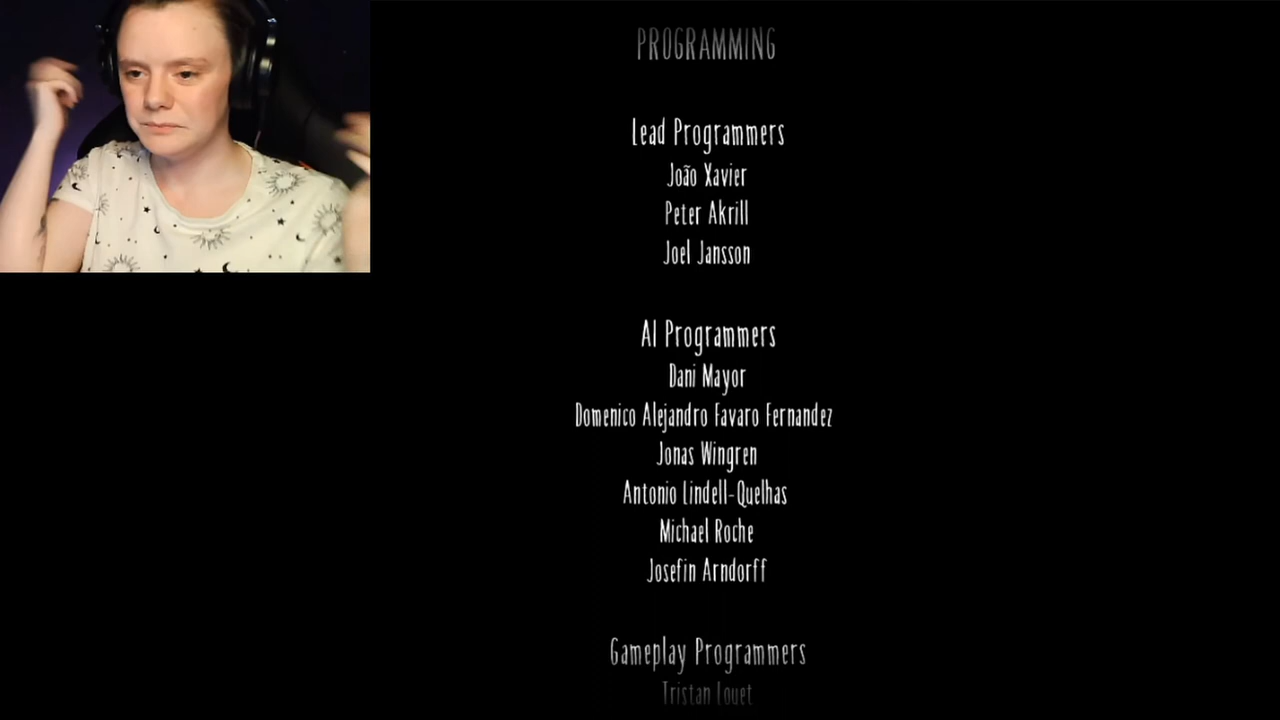 PROGRAMMING
Lead Programmers
João Xavier
Peter Akrill
Joel Jansson
AI Programmers
Dani Mayor
Domenico Alejandro Favaro Fernandez
Jonas Wingren
Antonio Lindell-Quelhas
Michael Roche
Josefin Arndorff
Gameplay Programmers
Tristan Louet